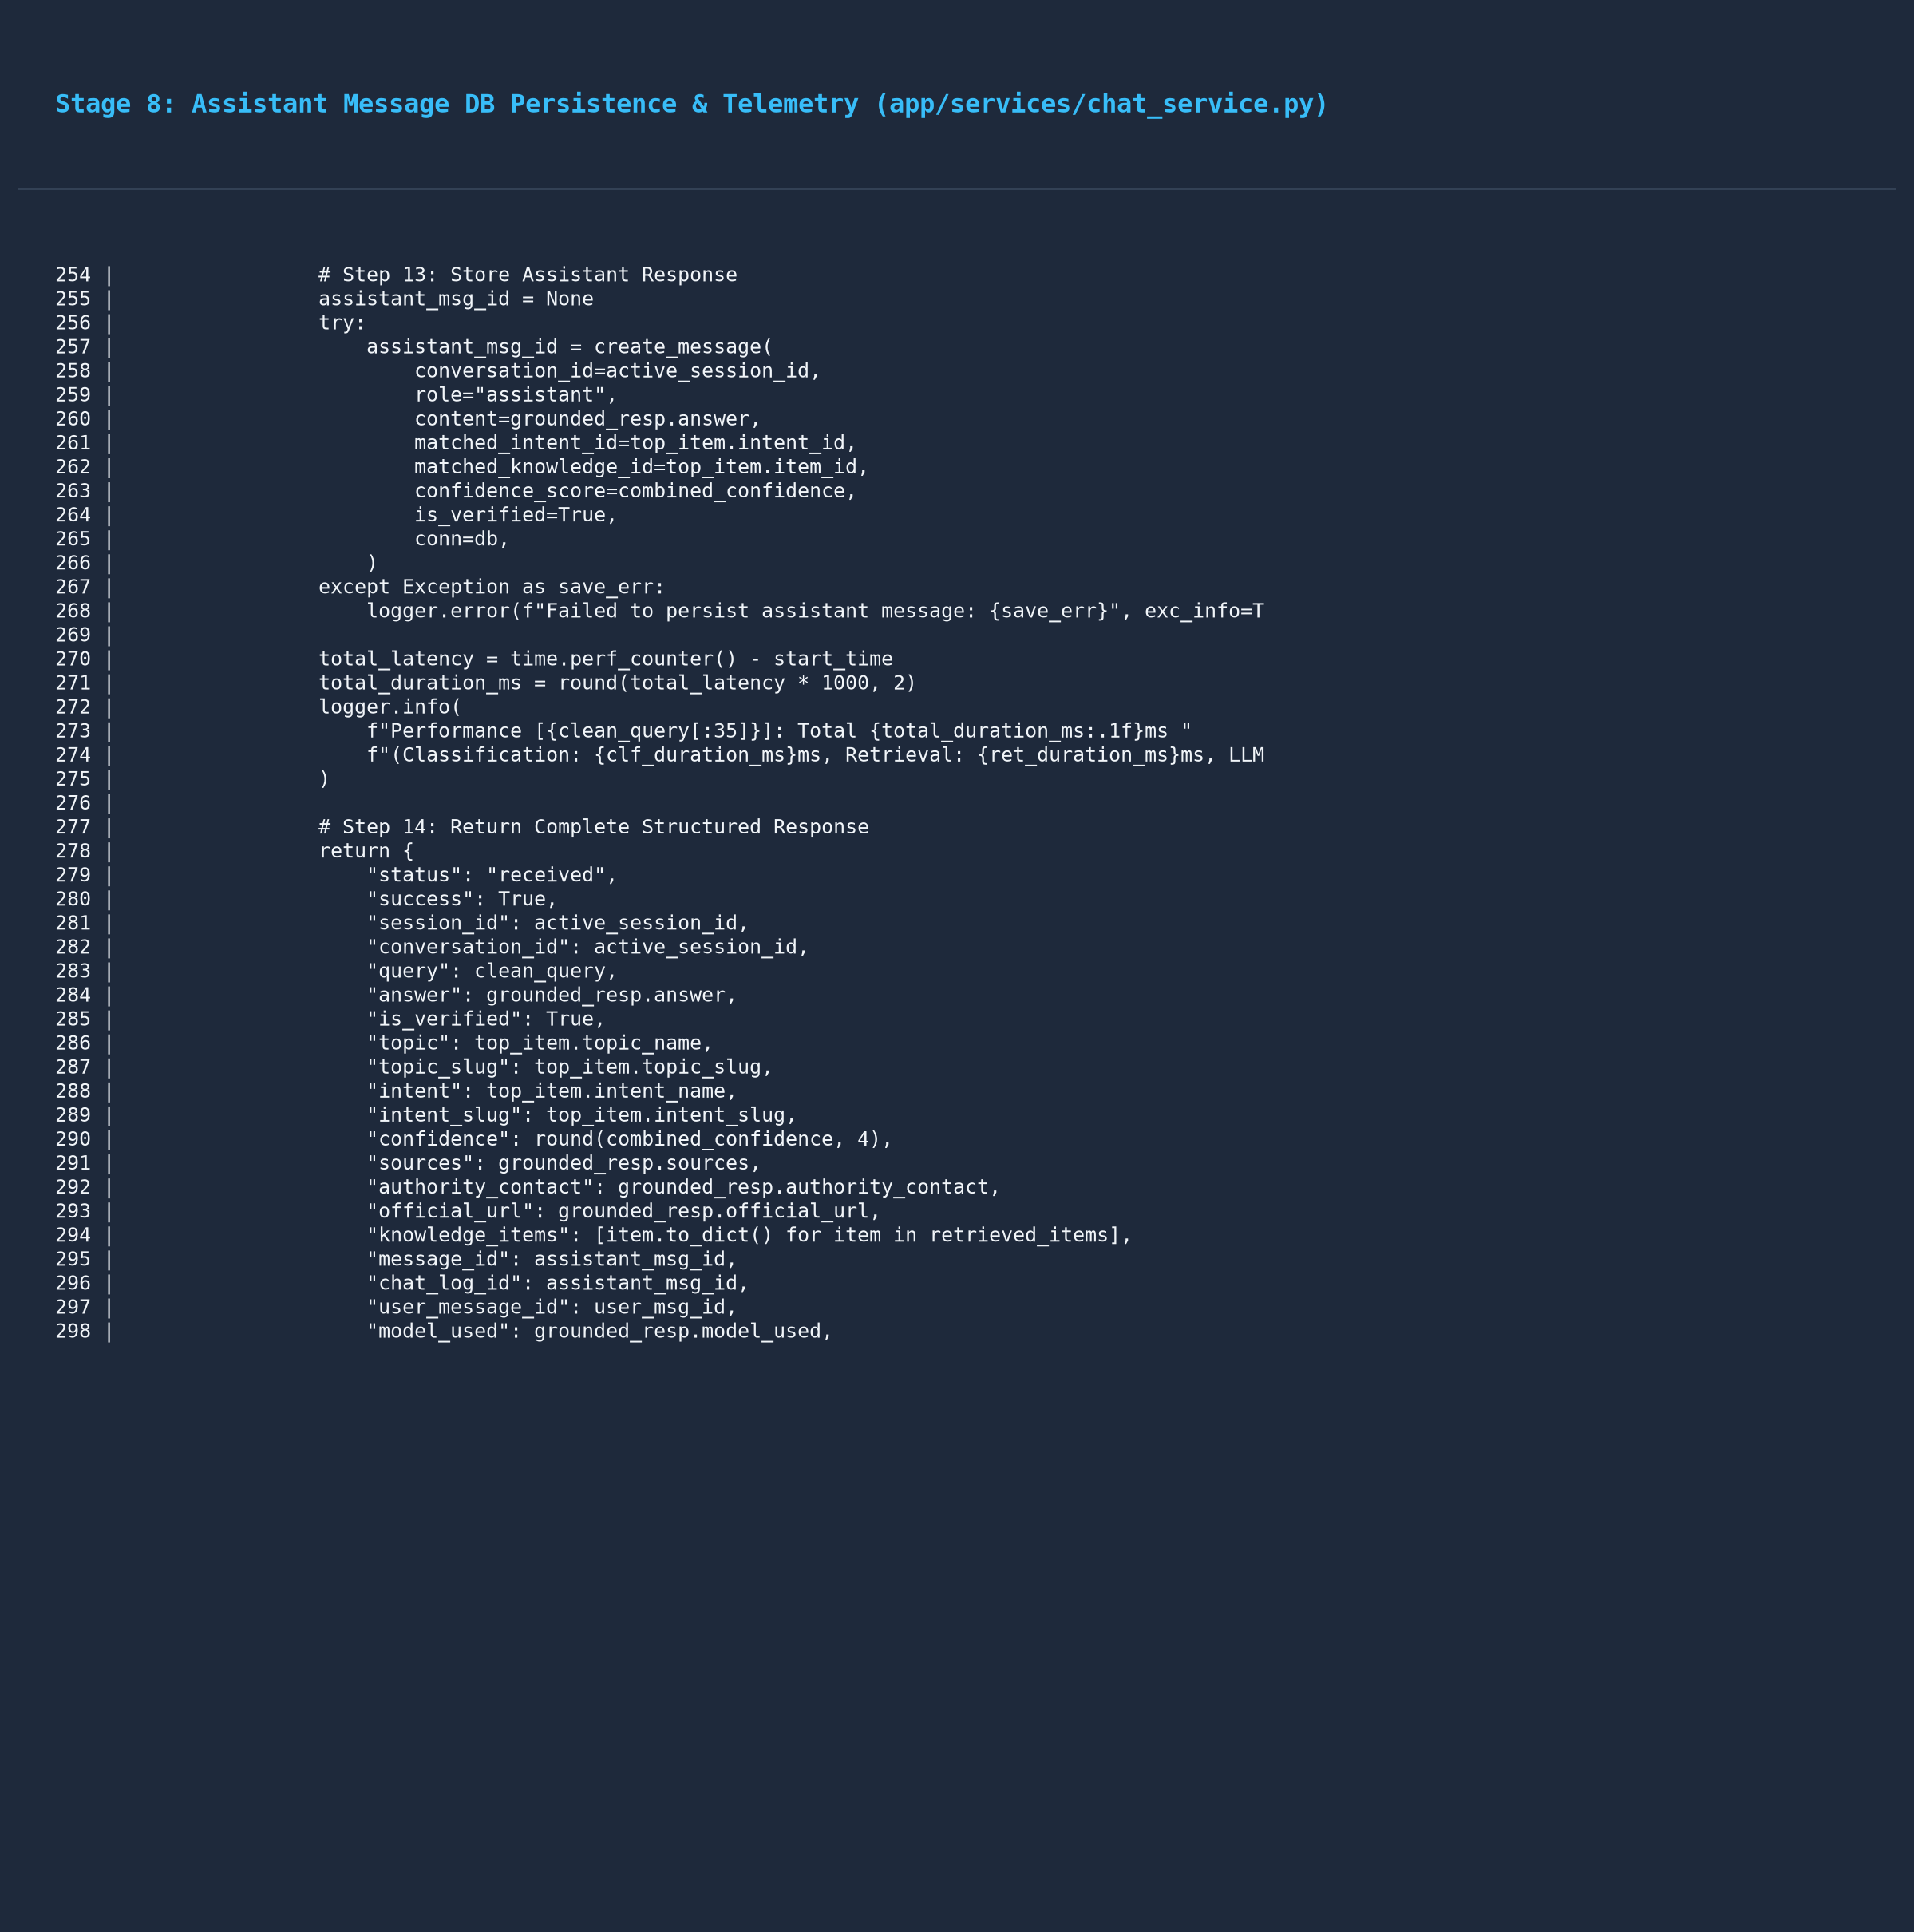 Stage 8: Assistant Message DB Persistence & Telemetry (app/services/chat_service.py)
254 |                 # Step 13: Store Assistant Response
255 |                 assistant_msg_id = None
256 |                 try:
257 |                     assistant_msg_id = create_message(
258 |                         conversation_id=active_session_id,
259 |                         role="assistant",
260 |                         content=grounded_resp.answer,
261 |                         matched_intent_id=top_item.intent_id,
262 |                         matched_knowledge_id=top_item.item_id,
263 |                         confidence_score=combined_confidence,
264 |                         is_verified=True,
265 |                         conn=db,
266 |                     )
267 |                 except Exception as save_err:
268 |                     logger.error(f"Failed to persist assistant message: {save_err}", exc_info=T
269 |
270 |                 total_latency = time.perf_counter() - start_time
271 |                 total_duration_ms = round(total_latency * 1000, 2)
272 |                 logger.info(
273 |                     f"Performance [{clean_query[:35]}]: Total {total_duration_ms:.1f}ms "
274 |                     f"(Classification: {clf_duration_ms}ms, Retrieval: {ret_duration_ms}ms, LLM
275 |                 )
276 |
277 |                 # Step 14: Return Complete Structured Response
278 |                 return {
279 |                     "status": "received",
280 |                     "success": True,
281 |                     "session_id": active_session_id,
282 |                     "conversation_id": active_session_id,
283 |                     "query": clean_query,
284 |                     "answer": grounded_resp.answer,
285 |                     "is_verified": True,
286 |                     "topic": top_item.topic_name,
287 |                     "topic_slug": top_item.topic_slug,
288 |                     "intent": top_item.intent_name,
289 |                     "intent_slug": top_item.intent_slug,
290 |                     "confidence": round(combined_confidence, 4),
291 |                     "sources": grounded_resp.sources,
292 |                     "authority_contact": grounded_resp.authority_contact,
293 |                     "official_url": grounded_resp.official_url,
294 |                     "knowledge_items": [item.to_dict() for item in retrieved_items],
295 |                     "message_id": assistant_msg_id,
296 |                     "chat_log_id": assistant_msg_id,
297 |                     "user_message_id": user_msg_id,
298 |                     "model_used": grounded_resp.model_used,